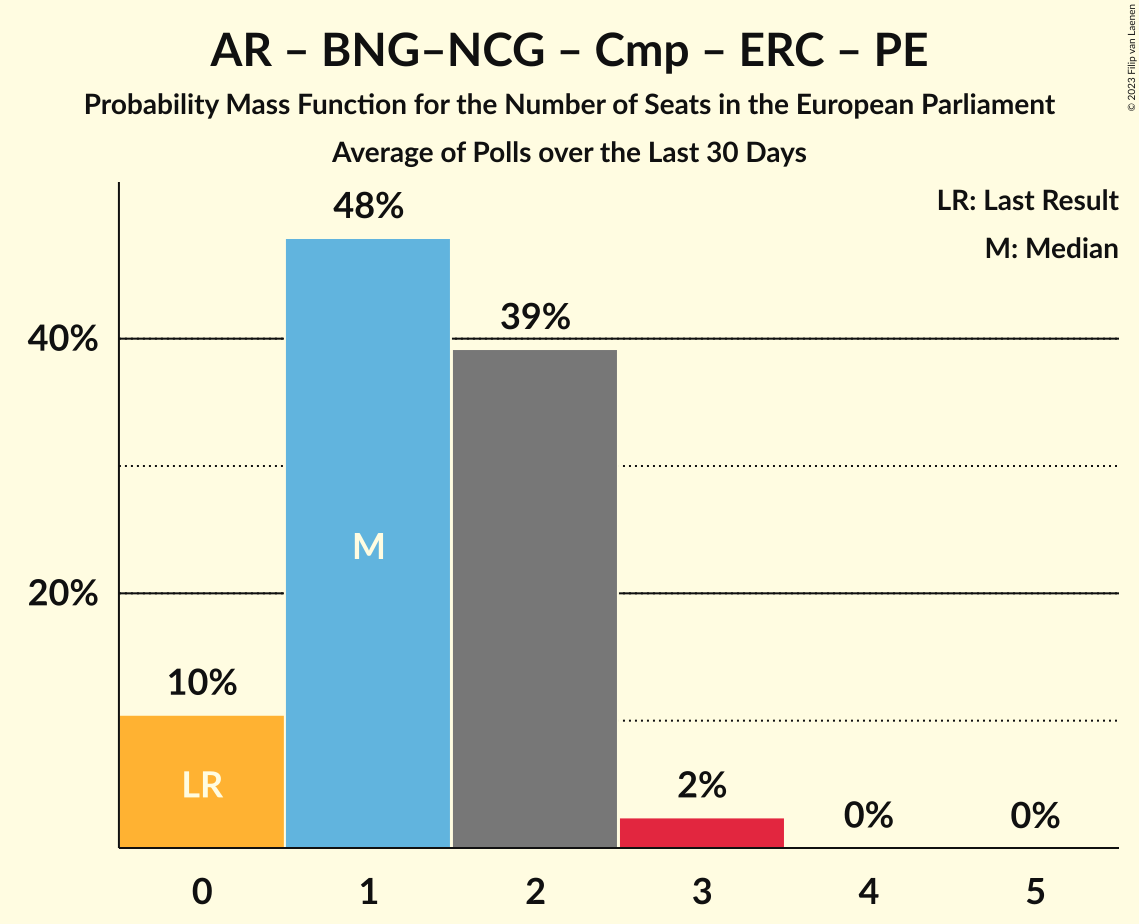 AR – BNG–NCG – Cmp – ERC – PE
Probability Mass Function for the Number of Seats in the European Parliament
Average of Polls over the Last 30 Days
© 2023 Filip van Laenen
LR: Last Result
M: Median
48%
39%
40%
M
20%
10%
LR
2%
0%
0%
0 1 2 3 4 5